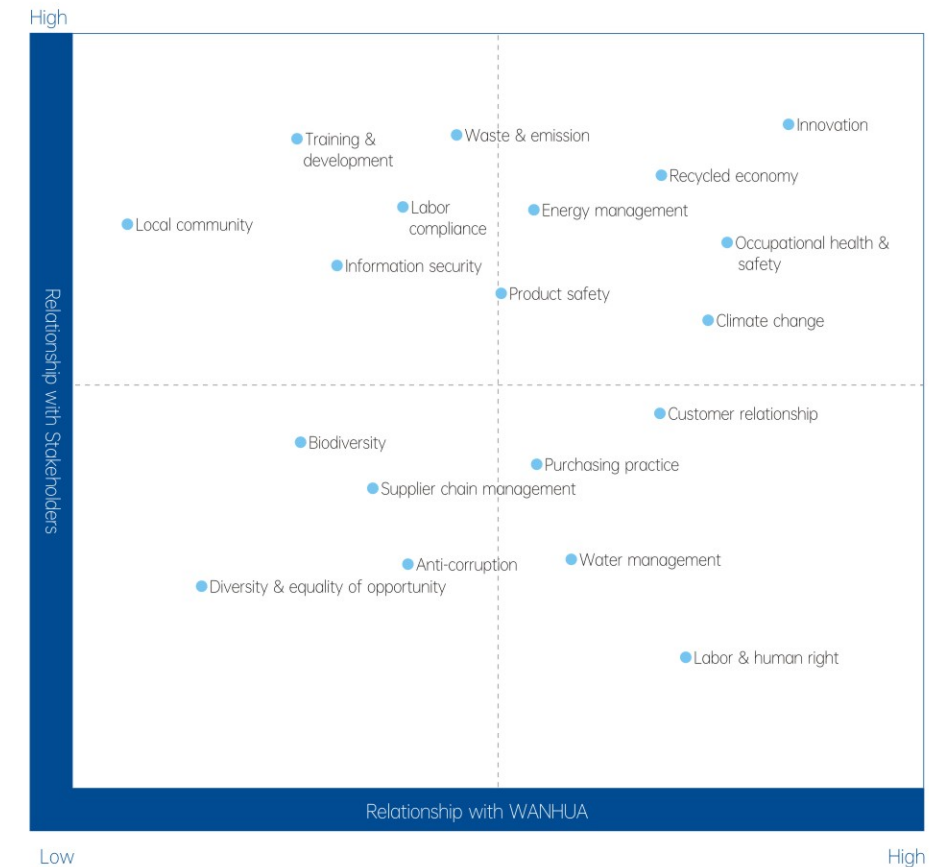 High
Innovation
Waste & emission
Training &
development
Recycled economy
Labor
compliance
Energy management
Local community
Occupational health &
safety
Information security
Product safety
Climate change
Relationship with Stakeholders
Customer relationship
Biodiversity
Purchasing practice
Supplier chain management
Water management
Anti-corruption
Diversity & equality of opportunity
Labor & human right
Relationship with WANHUA
Low
High